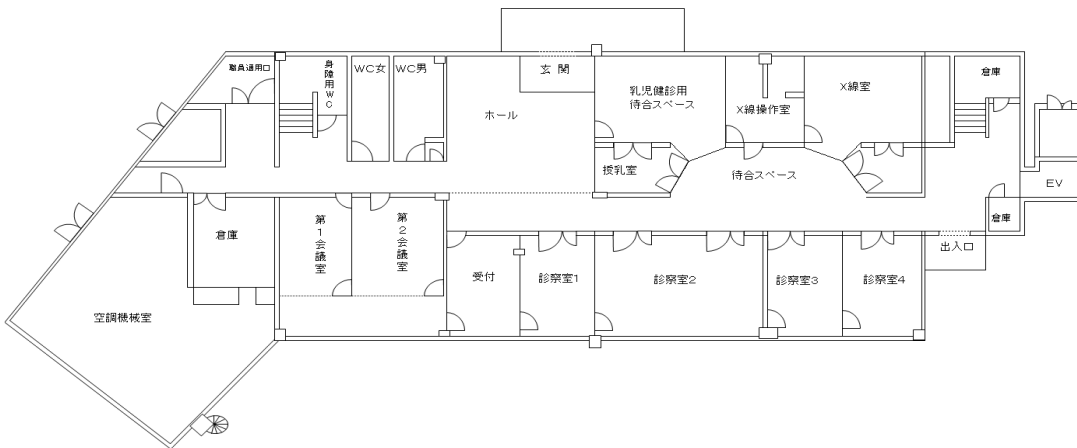 職員通用口
身障用WC
WC女
WC男
玄関
ホール
乳児健診用
待合スペース
X線操作室
X線室
倉庫
授乳室
待合スペース
EV
倉庫
第1会議室
第2会議室
倉庫
出入口
受付
診察室1
診察室2
診察室3
診察室4
空調機械室